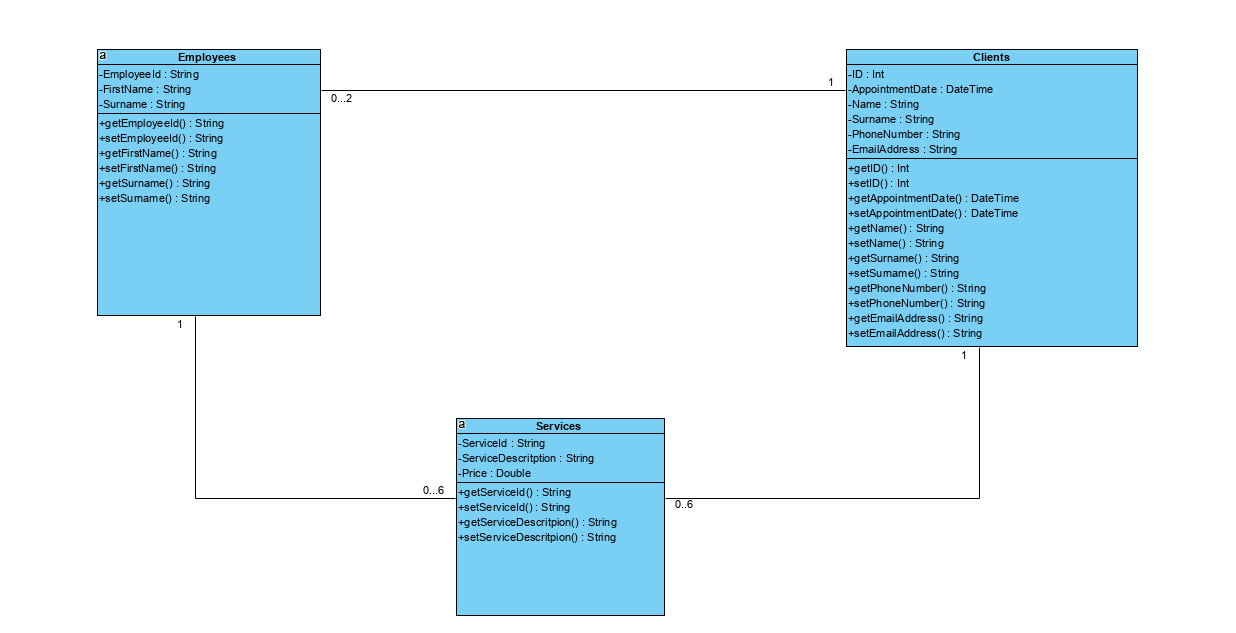 a
Employees
-EmployeeId : String
-FirstName : String
-Surname : String
+getEmployeeId() : String
+setEmployeeId() : String
+getFirstName() : String
+setFirstName() : String
+getSurname() : String
+setSurname() : String
0...2
1
Clients
-ID : Int
-AppointmentDate : DateTime
-Name : String
-Surname : String
-PhoneNumber : String
-EmailAddress : String
+getID() : Int
+setID() : Int
+getAppointmentDate() : DateTime
+setAppointmentDate() : DateTime
+getName() : String
+setName() : String
+getSurname() : String
+setSurname() : String
+getPhoneNumber() : String
+setPhoneNumber() : String
+getEmailAddress() : String
+setEmailAddress() : String
1
1
0...6
a
Services
-ServiceId : String
-ServiceDescritption : String
-Price : Double
+getServiceId() : String
+setServiceId() : String
+getServiceDescritpion() : String
+setServiceDescritpion() : String
0..6